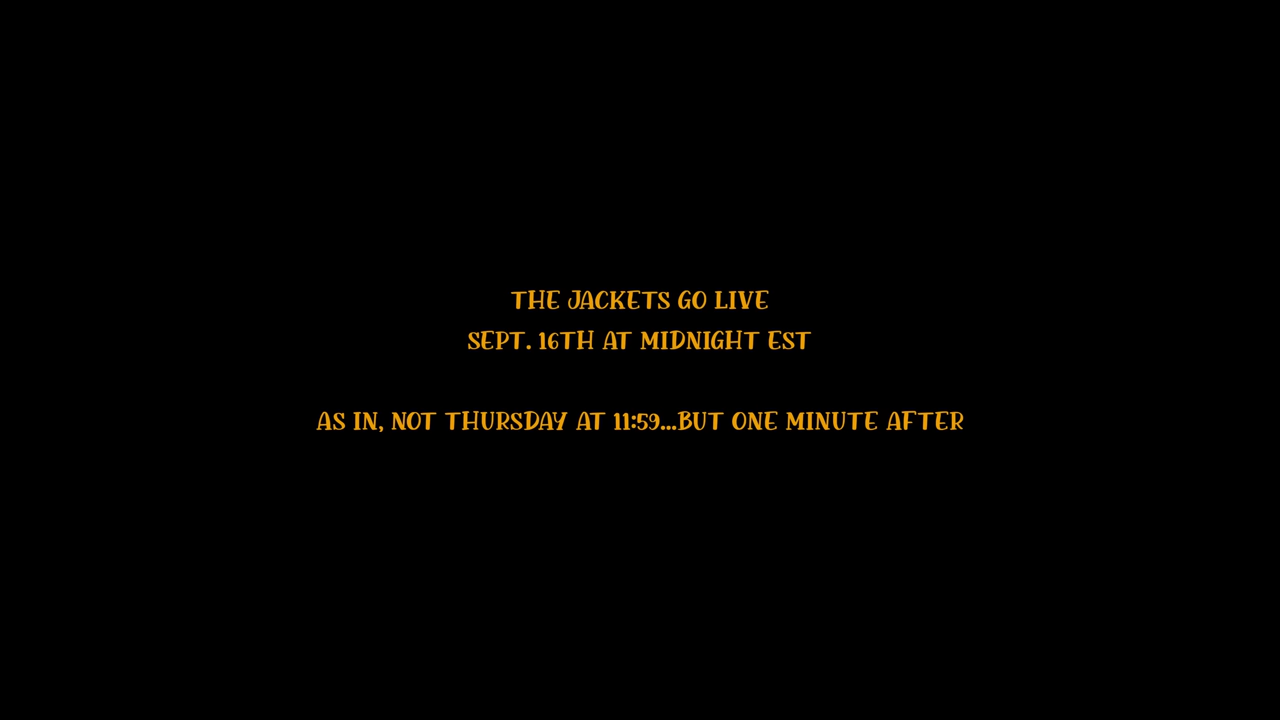 THE JACKETS GO LIVE
SEPT. 16TH AT MIDNIGHT EST
AS IN, NOT THURSDAY AT 11:59...BUT ONE MINUTE AFTER